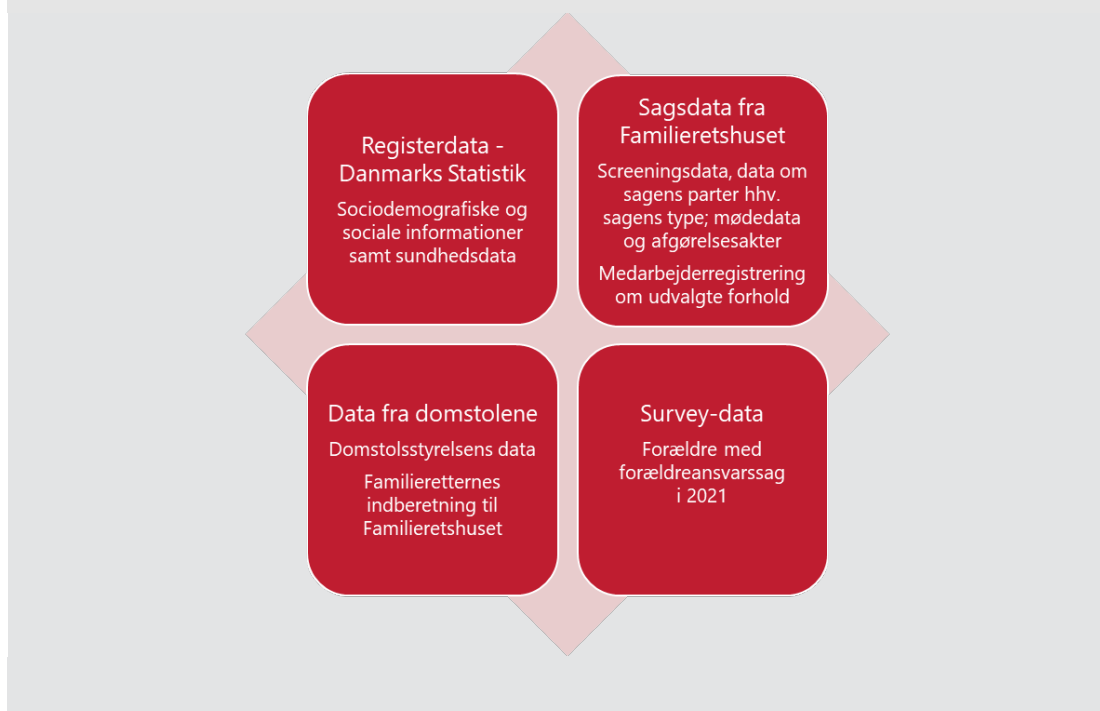 Registerdata -
Danmarks Statistik
Sociodemografiske og
sociale informationer
samt sundhedsdata
Sagsdata fra
Familieretshuset
Screeningsdata, data om
sagens parter hhv.
sagens type; mødedata
og afgørelsesakter
Medarbejderregistrering
om udvalgte forhold
Data fra domstolene
Domstolsstyrelsens data
Familieretternes
indberetning til
Familieretshuset
Survey-data
Forældre med
forældreansvarssag
i 2021